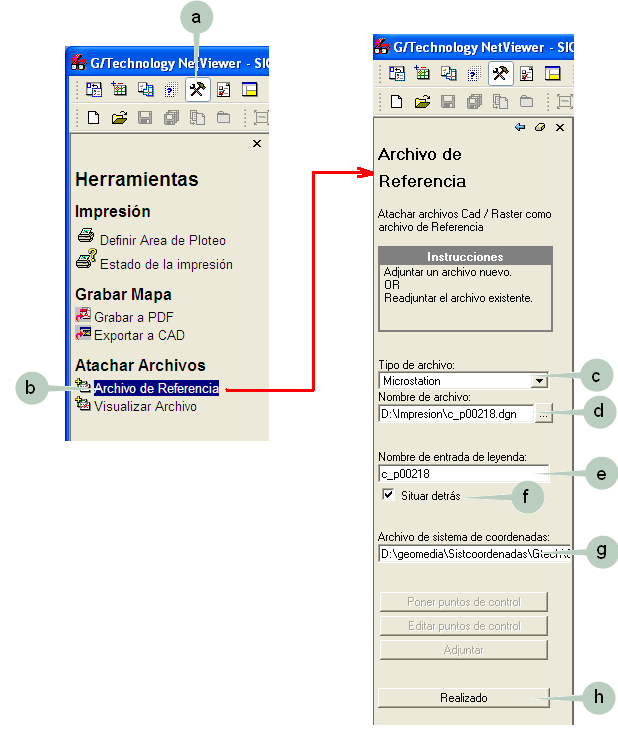 a
G/Technology NetViewer - SIG
Herramientas
Impresión
Definir Area de Ploteo
Estado de la impresión
Grabar Mapa
Grabar a PDF
Exportar a CAD
Atachar Archivos
b
Archivo de Referencia
Visualizar Archivo
G/Technology NetViewer - SIG
Archivo de
Referencia
Atachar archivos Cad / Raster como
archivo de Referencia
Instrucciones
Adjuntar un archivo nuevo.
OR
Readjuntar el archivo existente.
Tipo de archivo:
Microstation
c
Nombre de archivo:
D:\Impresion\c_p00218.dgn
...
d
Nombre de entrada de leyenda:
c_p00218
e
Situar detrás
f
Archivo de sistema de coordenadas:
D:\geomedia\Sistcoordenadas\Gtech\
g
Poner puntos de control
Editar puntos de control
Adjuntar
Realizado
h